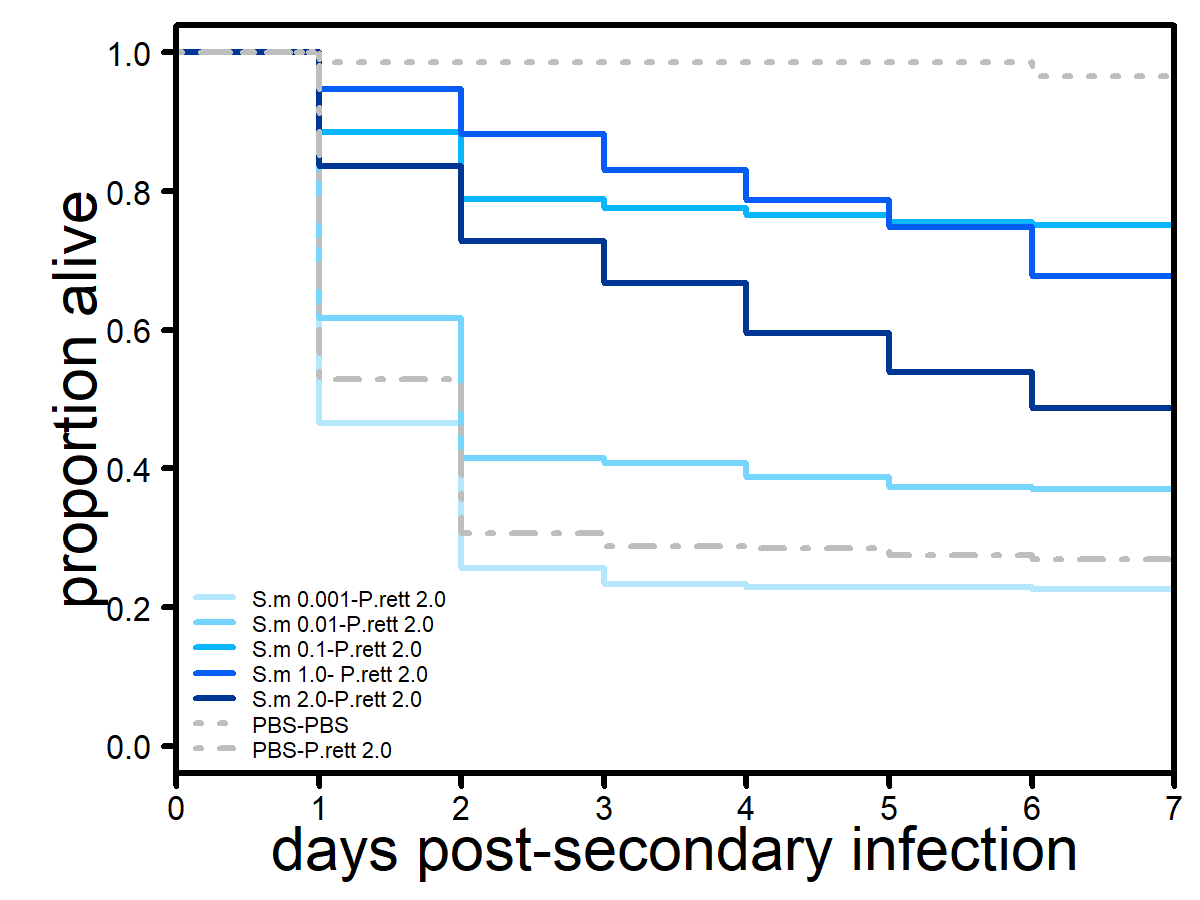 proportion alive
1.0
0.8
0.6
0.4
0.2
0.0
S.m 0.001-P.rett 2.0
S.m 0.01-P.rett 2.0
S.m 0.1-P.rett 2.0
S.m 1.0- P.rett 2.0
S.m 2.0-P.rett 2.0
PBS-PBS
PBS-P.rett 2.0
0 1 2 3 4 5 6 7
days post-secondary infection